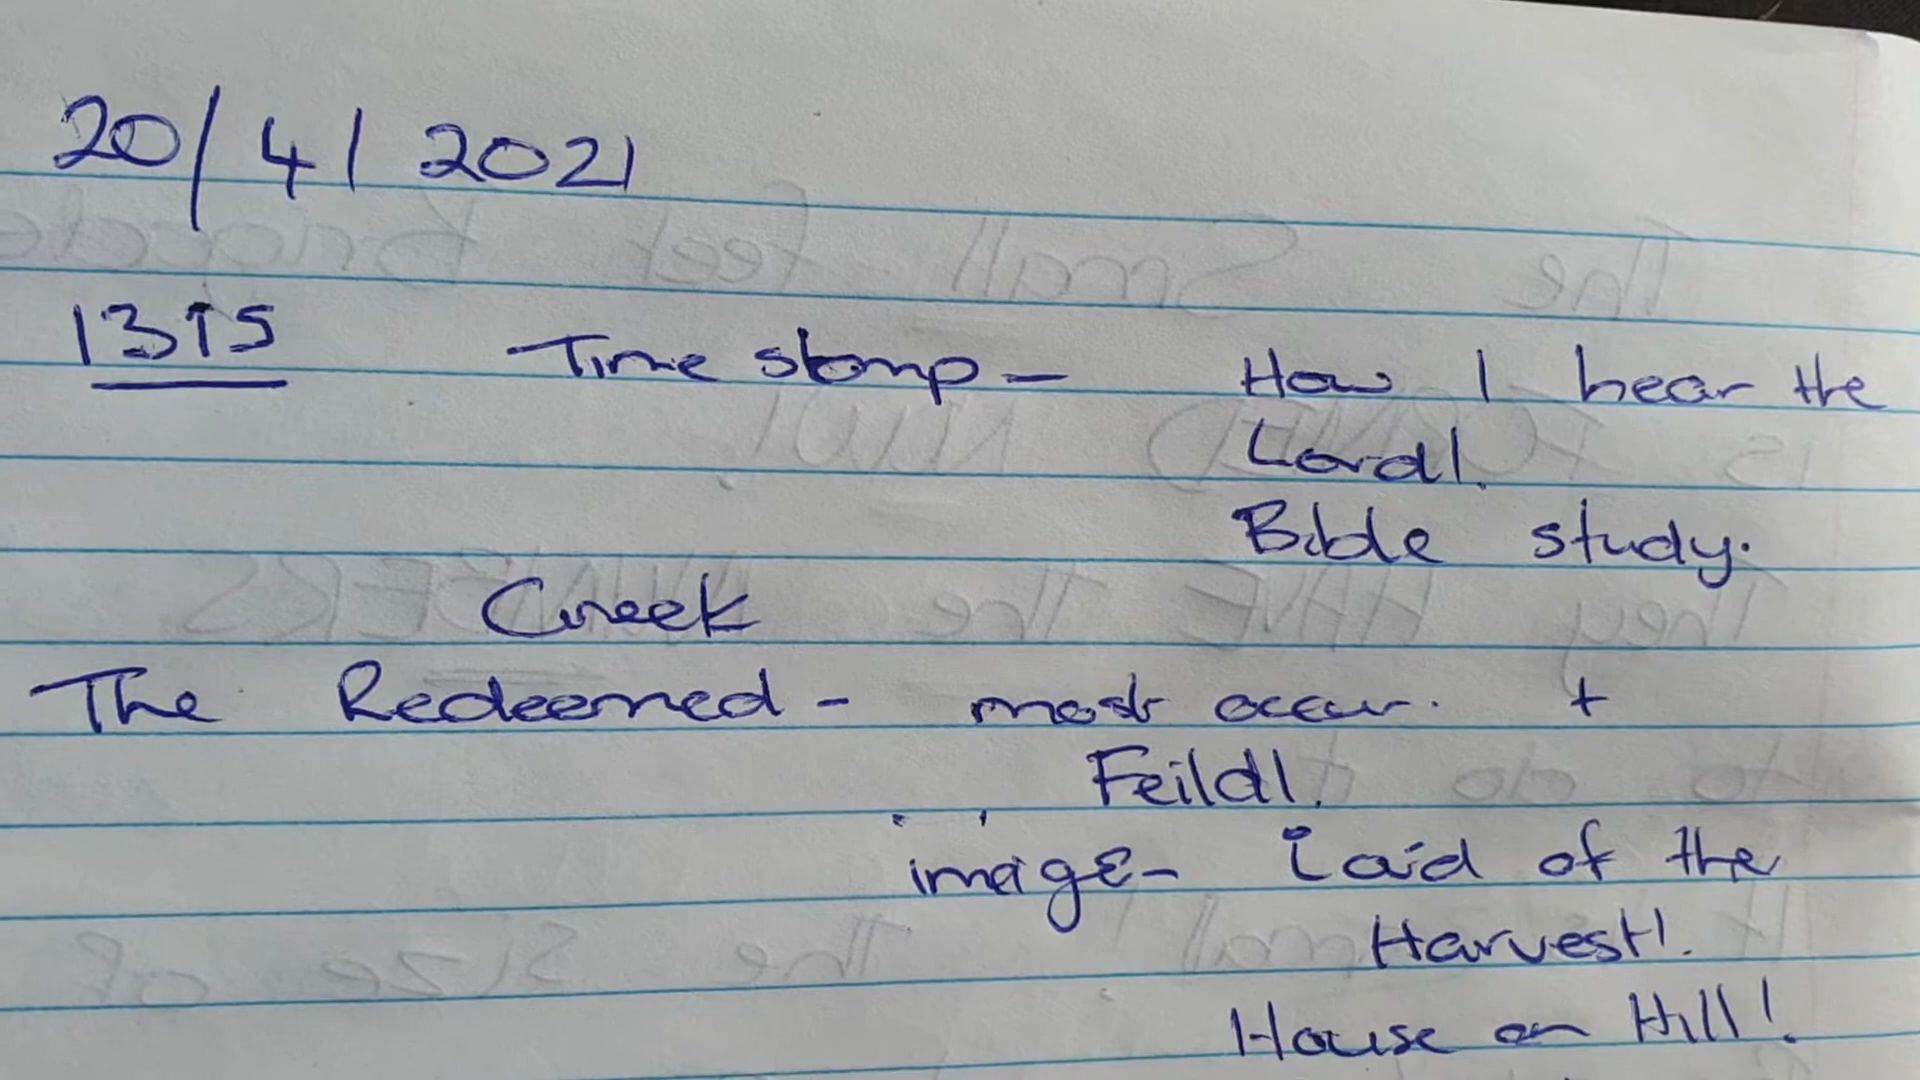 20/4/2021
1315 Time stamp - How I hear the
Lord!
Bible study.
Creek
The Redeemed - most occur. +
Feild!
image - Laid of the
Harvest!
House on Hill!